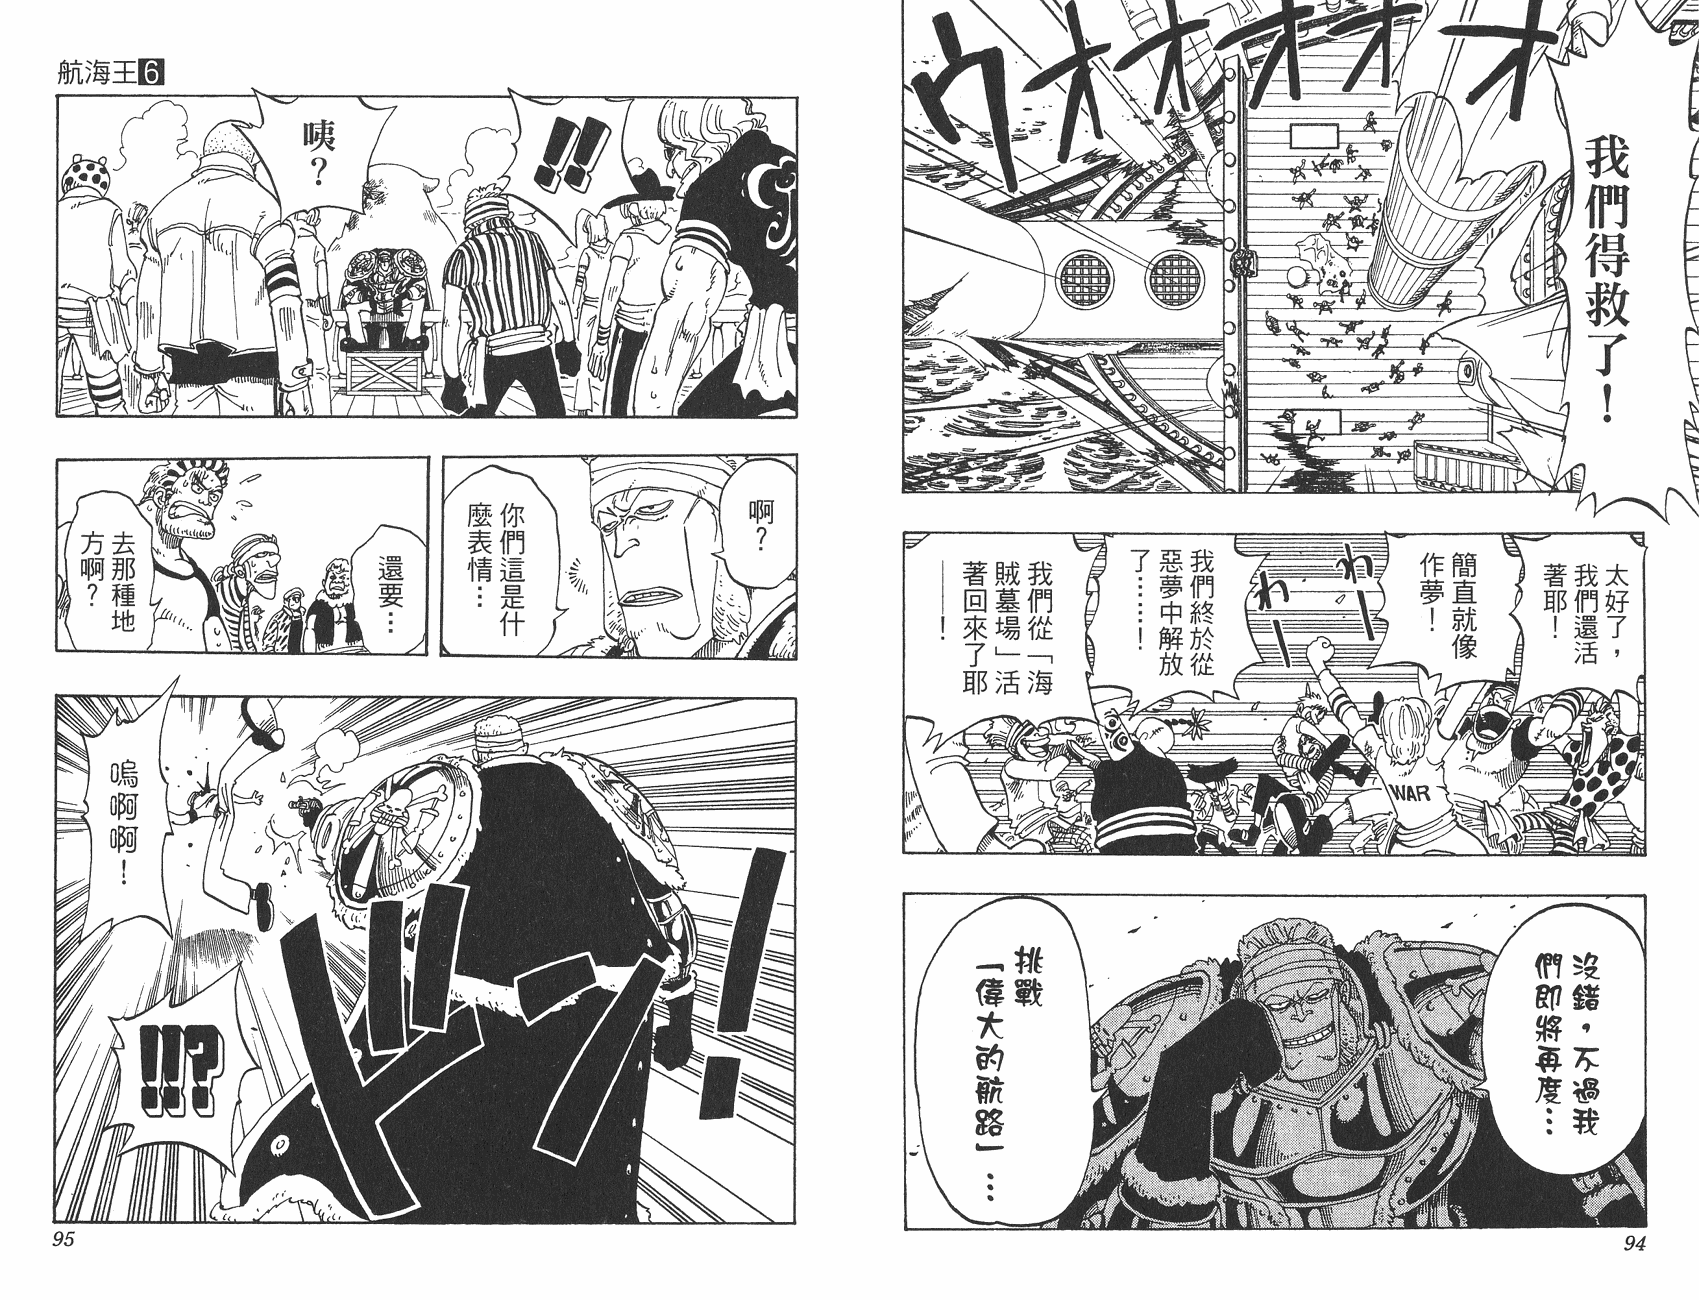 ウオオオオオ
我們得救了！
太好了，
我們還活
著耶！
簡直就像
作夢！
わー
わー
我們終於從
惡夢中解放
了……！
我們從「海
賊墓場」活
著回來了耶
──！
WAR
沒錯，不過我
們即將再度…
挑戰
「偉大的航路」…
94
航海王6
!!
咦？
啊？
你們這是什
麼表情…
還要…
去那種地
方啊？
嗚啊啊！
!!?
ドン
95